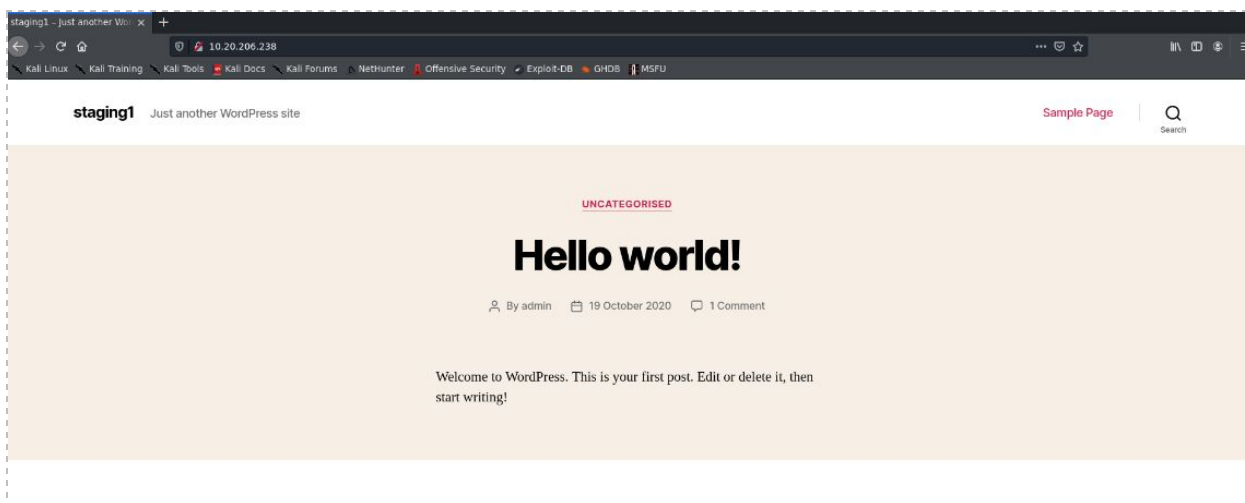 staging1 – Just another Wor
10.20.206.238
Kali Linux Kali Training Kali Tools Kali Docs Kali Forums NetHunter Offensive Security Exploit-DB GHDB MSFU
staging1 Just another WordPress site Sample Page
Search
UNCATEGORISED
Hello world!
By admin 19 October 2020 1 Comment
Welcome to WordPress. This is your first post. Edit or delete it, then
start writing!